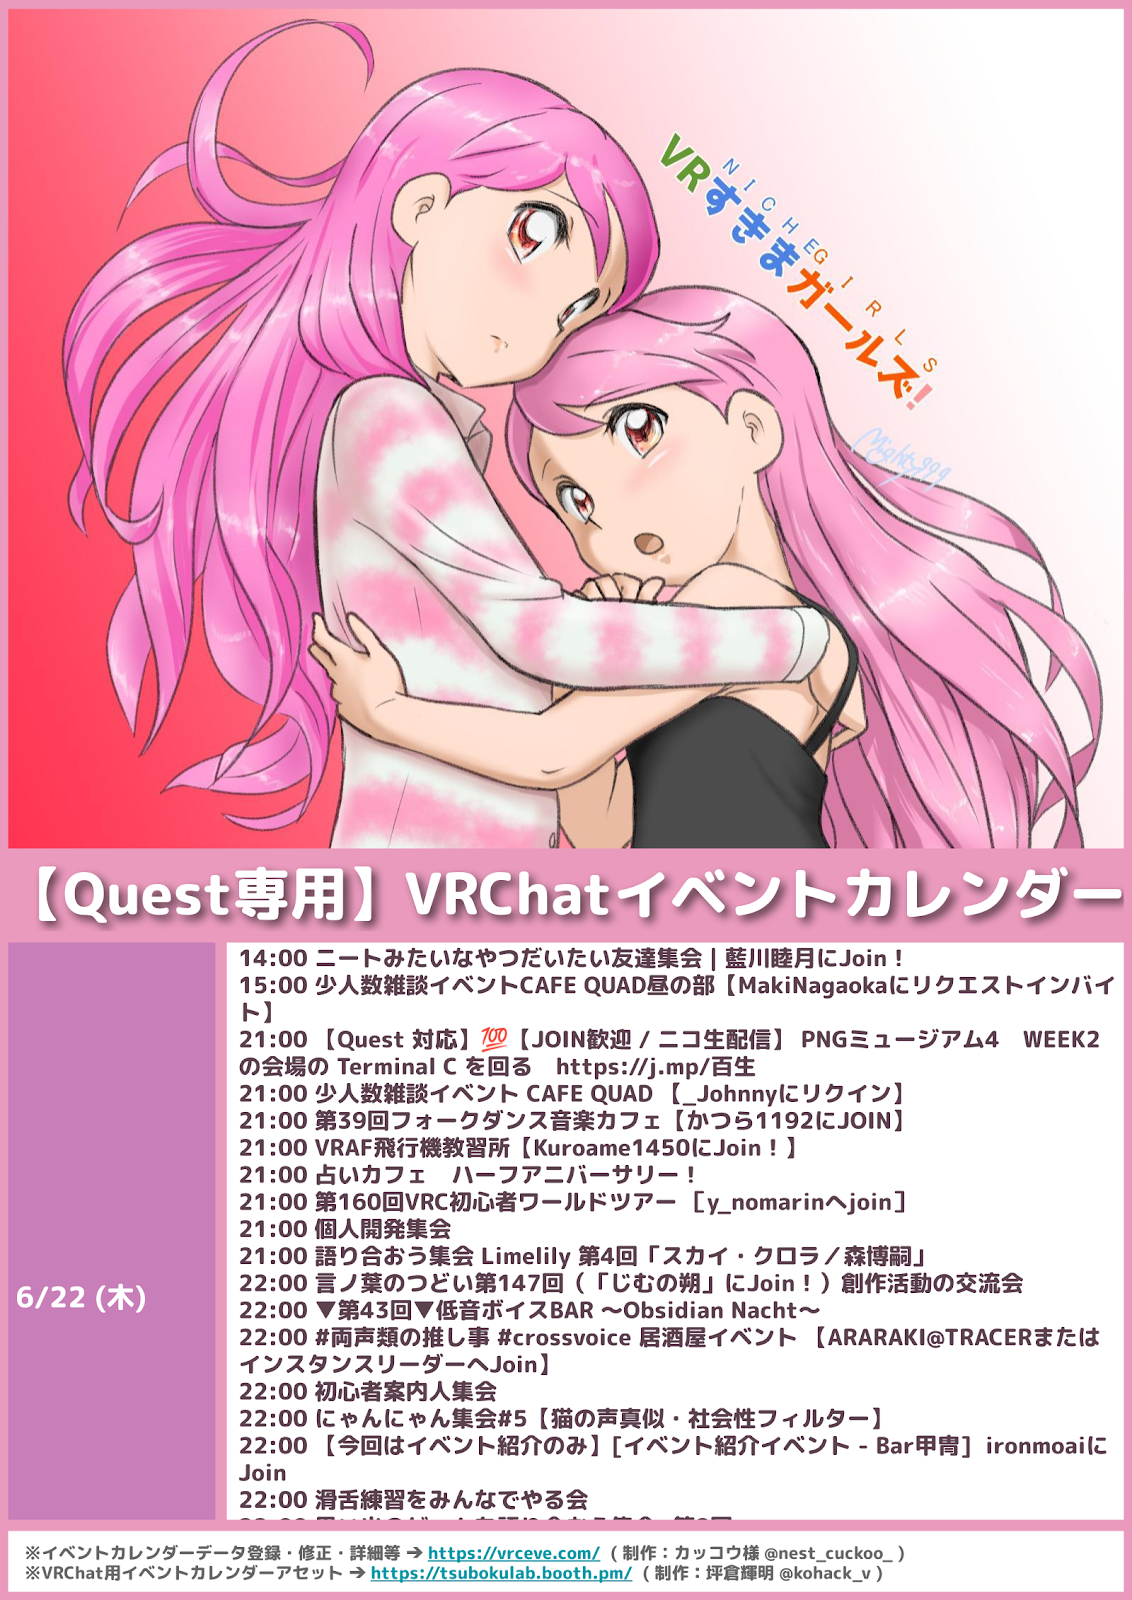 NICHE GIRLS
VRすきまガールズ!
Mighty999
【Quest専用】VRChatイベントカレンダー
6/22 (木)
14:00 ニートみたいなやつだいたい友達集会 | 藍川睦月にJoin！
15:00 少人数雑談イベントCAFE QUAD昼の部【MakiNagaokaにリクエストインバイ
ト】
21:00 【Quest 対応】💯【JOIN歓迎 / ニコ生配信】 PNGミュージアム4　WEEK2
の会場の Terminal C を回る　https://j.mp/百生
21:00 少人数雑談イベント CAFE QUAD 【_Johnnyにリクイン】
21:00 第39回フォークダンス音楽カフェ【かつら1192にJOIN】
21:00 VRAF飛行機教習所【Kuroame1450にJoin！】
21:00 占いカフェ　ハーフアニバーサリー！
21:00 第160回VRC初心者ワールドツアー ［y_nomarinへjoin］
21:00 個人開発集会
21:00 語り合おう集会 Limelily 第4回「スカイ・クロラ／森博嗣」
22:00 言ノ葉のつどい第147回（「じむの朔」にJoin！）創作活動の交流会
22:00 ▼第43回▼低音ボイスBAR 〜Obsidian Nacht〜
22:00 #両声類の推し事 #crossvoice 居酒屋イベント 【ARARAKI@TRACERまたは
インスタンスリーダーへJoin】
22:00 初心者案内人集会
22:00 にゃんにゃん集会#5【猫の声真似・社会性フィルター】
22:00 【今回はイベント紹介のみ】[イベント紹介イベント - Bar甲冑］ironmoaiに
Join
22:00 滑舌練習をみんなでやる会
※イベントカレンダーデータ登録・修正・詳細等 ➔ https://vrceve.com/ ( 制作：カッコウ様 @nest_cuckoo_ )
※VRChat用イベントカレンダーアセット ➔ https://tsubokulab.booth.pm/ ( 制作：坪倉輝明 @kohack_v )